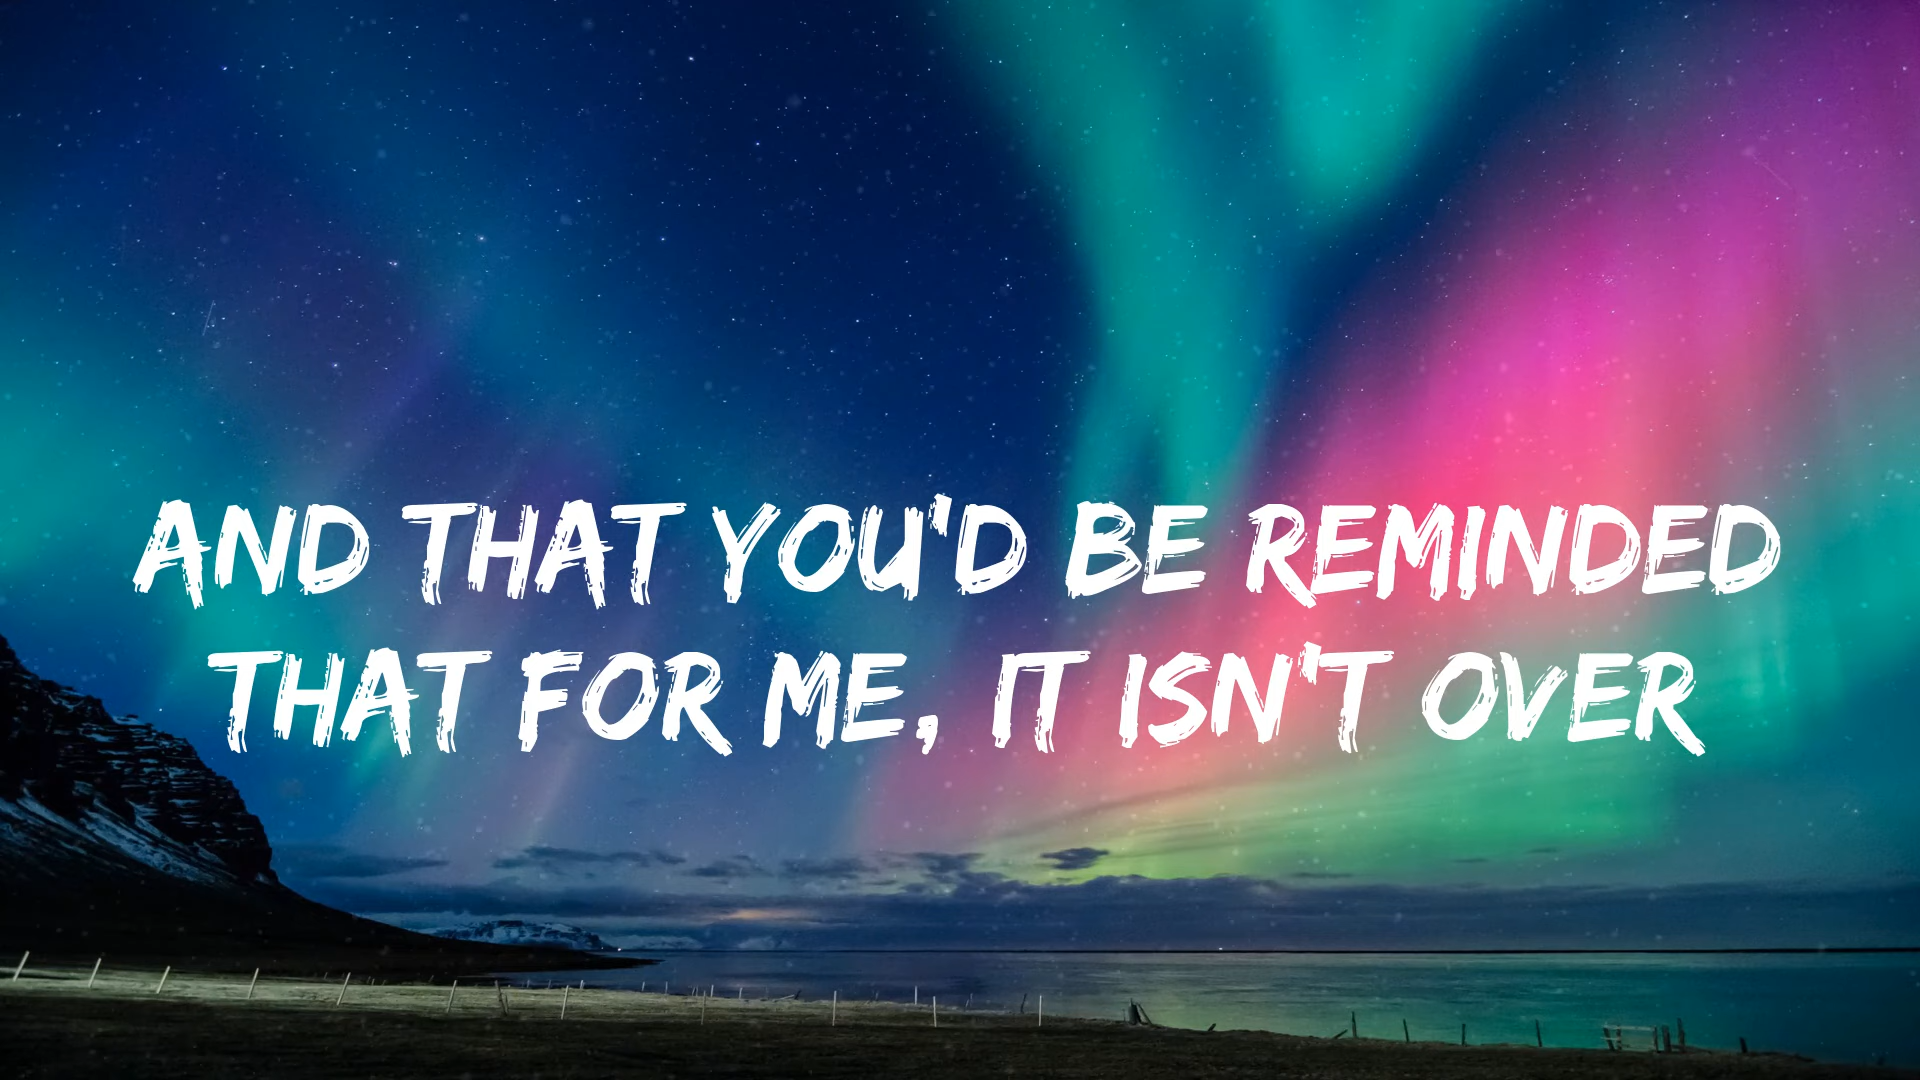 AND THAT YOU'D BE REMINDED
THAT FOR ME, IT ISN'T OVER